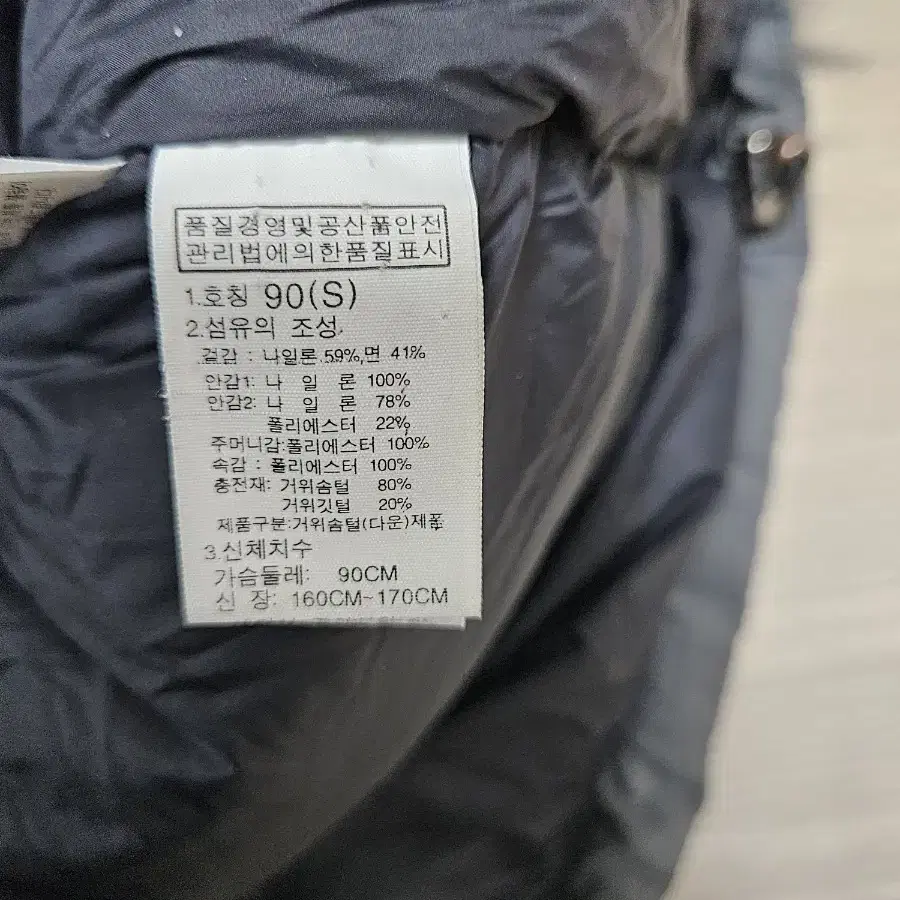 품질경영및공산품안전
관리법에의한품질표시
1.호칭 90(S)
2.섬유의 조성
겉감 : 나일론 59%,면 41%
안감1: 나 일 론 100%
안감2: 나 일 론 78%
폴리에스터 22%
주머니감:폴리에스터 100%
속감 : 폴리에스터 100%
충전재: 거위솜털 80%
거위깃털 20%
제품구분:거위솜털(다운)제품
3.신체치수
가슴둘레: 90CM
신 장: 160CM~170CM